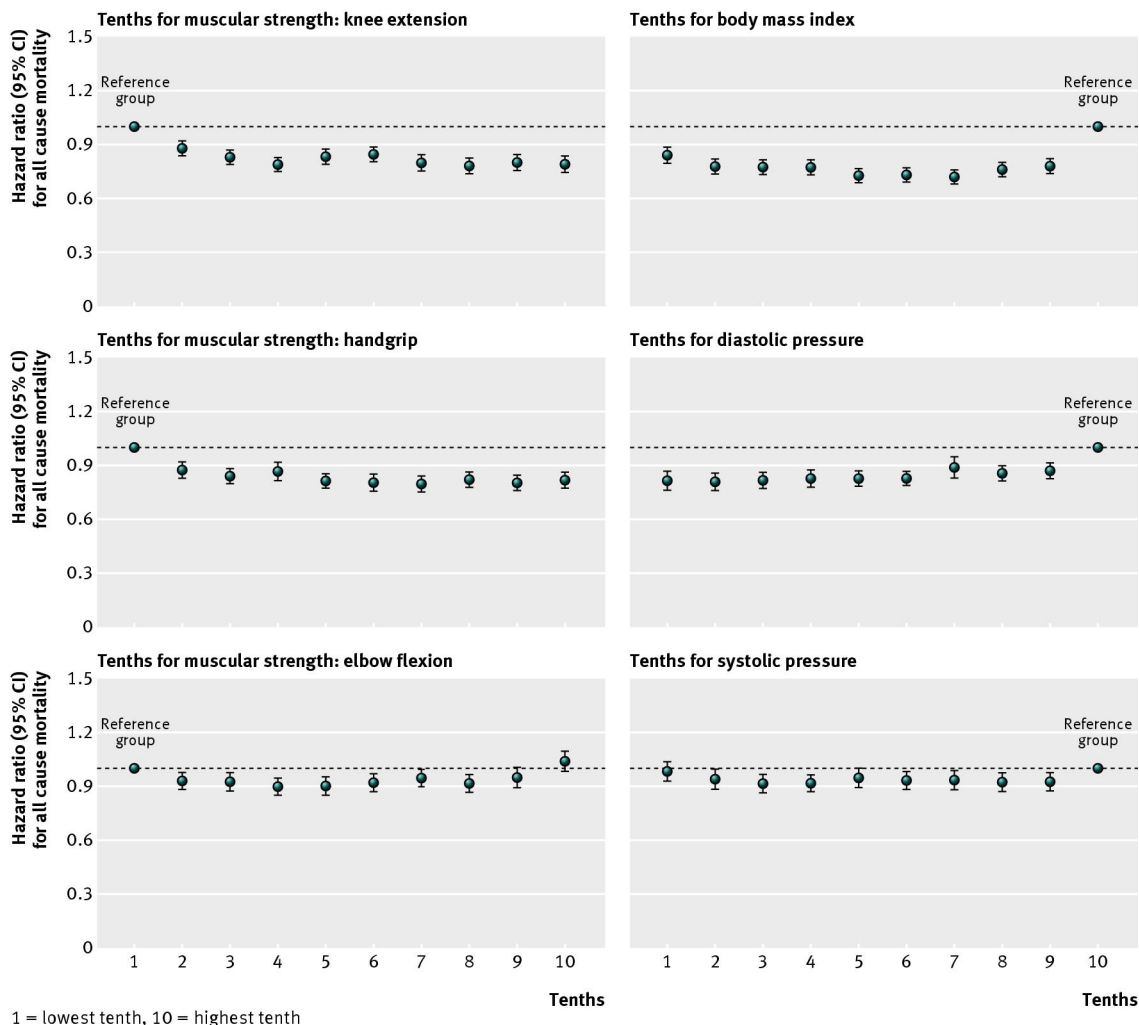 Tenths for muscular strength: knee extension
Hazard ratio (95% CI)
for all cause mortality
1.5
1.2
0.9
0.6
0.3
0
Reference
group
Tenths for body mass index
Reference
group
Tenths for muscular strength: handgrip
Hazard ratio (95% CI)
for all cause mortality
1.5
1.2
0.9
0.6
0.3
0
Reference
group
Tenths for diastolic pressure
Reference
group
Tenths for muscular strength: elbow flexion
Hazard ratio (95% CI)
for all cause mortality
1.5
1.2
0.9
0.6
0.3
0
Reference
group
1 2 3 4 5 6 7 8 9 10
Tenths
Tenths for systolic pressure
Reference
group
1 2 3 4 5 6 7 8 9 10
Tenths
1 = lowest tenth, 10 = highest tenth